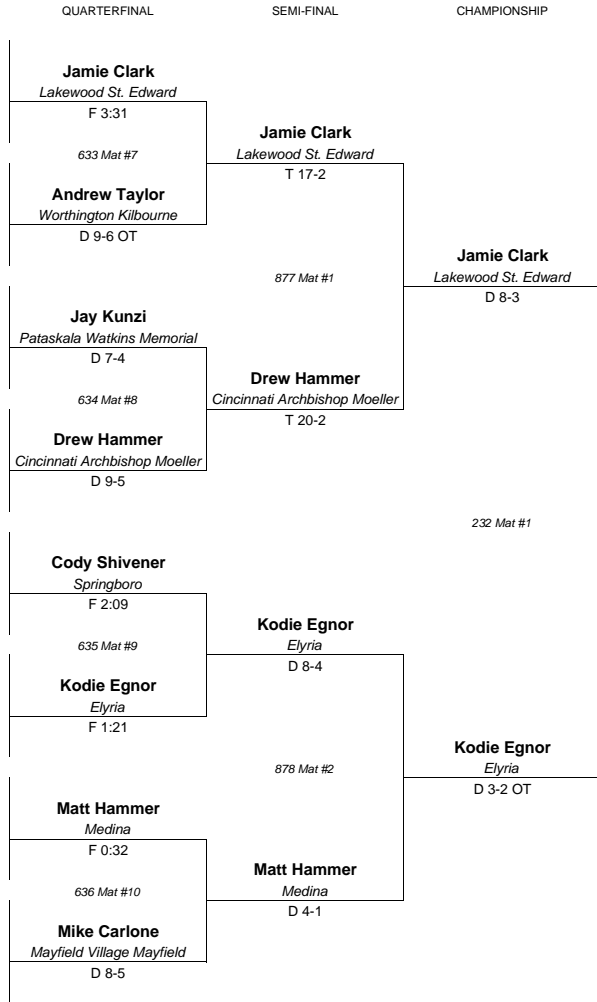 QUARTERFINAL
SEMI-FINAL
CHAMPIONSHIP
Jamie Clark
Lakewood St. Edward
F 3:31
633 Mat #7
Andrew Taylor
Worthington Kilbourne
D 9-6 OT
Jay Kunzi
Pataskala Watkins Memorial
D 7-4
634 Mat #8
Drew Hammer
Cincinnati Archbishop Moeller
D 9-5
Cody Shivener
Springboro
F 2:09
635 Mat #9
Kodie Egnor
Elyria
F 1:21
Matt Hammer
Medina
F 0:32
636 Mat #10
Mike Carlone
Mayfield Village Mayfield
D 8-5
Jamie Clark
Lakewood St. Edward
T 17-2
877 Mat #1
Drew Hammer
Cincinnati Archbishop Moeller
T 20-2
Kodie Egnor
Elyria
D 8-4
878 Mat #2
Matt Hammer
Medina
D 4-1
Jamie Clark
Lakewood St. Edward
D 8-3
232 Mat #1
Kodie Egnor
Elyria
D 3-2 OT